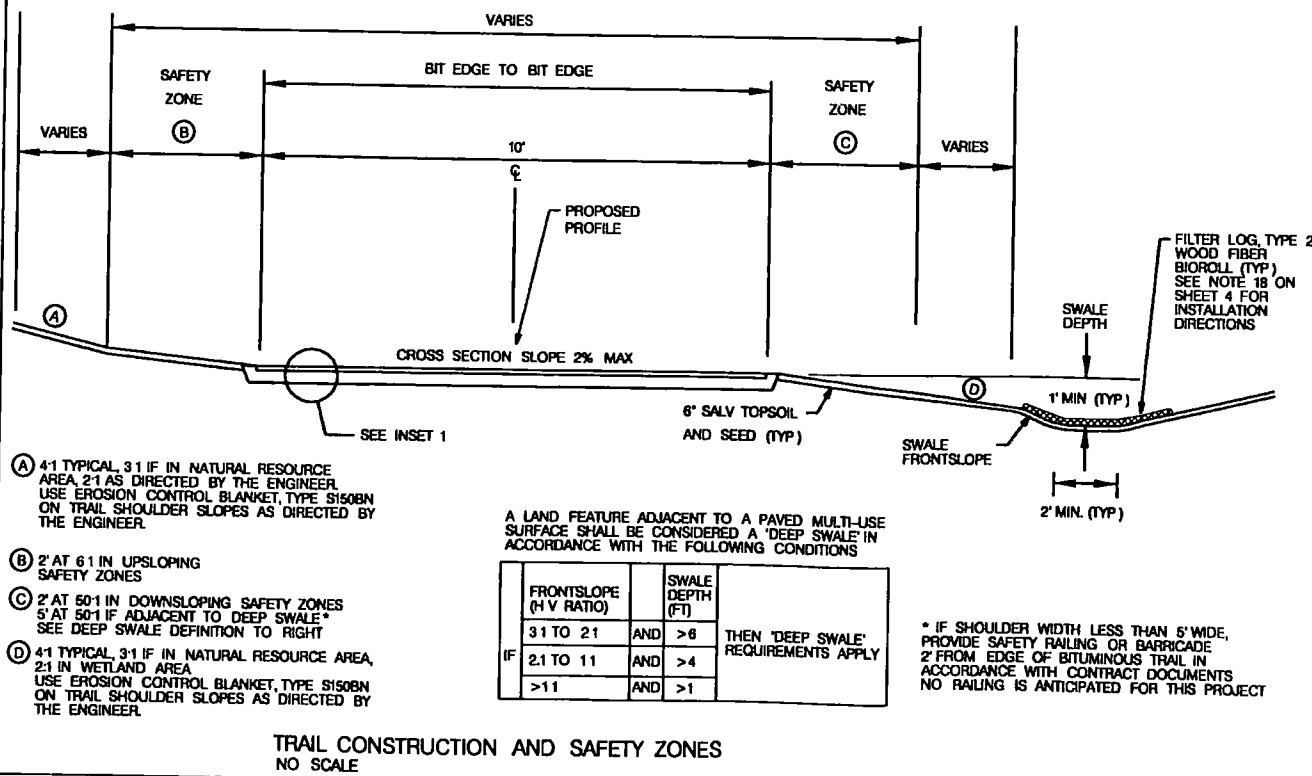 VARIES
BIT EDGE TO BIT EDGE
SAFETY
ZONE
B
SAFETY
ZONE
C
VARIES
10'
VARIES
℄
PROPOSED
PROFILE
FILTER LOG, TYPE 2
WOOD FIBER
BIOROLL (TYP)
SEE NOTE 18 ON
SHEET 4 FOR
INSTALLATION
DIRECTIONS
SWALE
DEPTH
A
CROSS SECTION SLOPE 2% MAX
D
1' MIN (TYP)
6" SALV TOPSOIL
AND SEED (TYP)
SEE INSET 1
SWALE
FRONTSLOPE
2' MIN. (TYP)
A 4:1 TYPICAL, 3 1 IF IN NATURAL RESOURCE
AREA, 2:1 AS DIRECTED BY THE ENGINEER.
USE EROSION CONTROL BLANKET, TYPE S150BN
ON TRAIL SHOULDER SLOPES AS DIRECTED BY
THE ENGINEER.
B 2' AT 6 1 IN UPSLOPING
SAFETY ZONES
C 2' AT 50:1 IN DOWNSLOPING SAFETY ZONES
5' AT 50:1 IF ADJACENT TO DEEP SWALE *
SEE DEEP SWALE DEFINITION TO RIGHT
D 4:1 TYPICAL, 3:1 IF IN NATURAL RESOURCE AREA,
2:1 IN WETLAND AREA
USE EROSION CONTROL BLANKET, TYPE S150BN
ON TRAIL SHOULDER SLOPES AS DIRECTED BY
THE ENGINEER.
A LAND FEATURE ADJACENT TO A PAVED MULTI-USE
SURFACE SHALL BE CONSIDERED A 'DEEP SWALE' IN
ACCORDANCE WITH THE FOLLOWING CONDITIONS
IF
FRONTSLOPE
(H V RATIO)
SWALE
DEPTH
(FT)
3 1 TO 2 1 AND >6
2.1 TO 1 1 AND >4
>1 1 AND >1
THEN 'DEEP SWALE'
REQUIREMENTS APPLY
* IF SHOULDER WIDTH LESS THAN 5' WIDE,
PROVIDE SAFETY RAILING OR BARRICADE
2' FROM EDGE OF BITUMINOUS TRAIL IN
ACCORDANCE WITH CONTRACT DOCUMENTS
NO RAILING IS ANTICIPATED FOR THIS PROJECT
TRAIL CONSTRUCTION AND SAFETY ZONES
NO SCALE